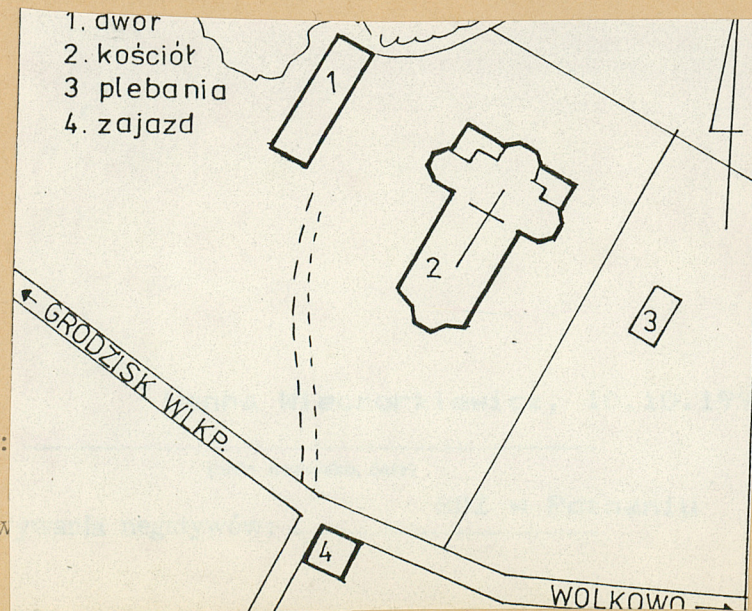 1. dwór
2. kościół
3 plebania
4. zajazd
1
2
3
← GRODZISK WLKP.
4
WOLKOWO →